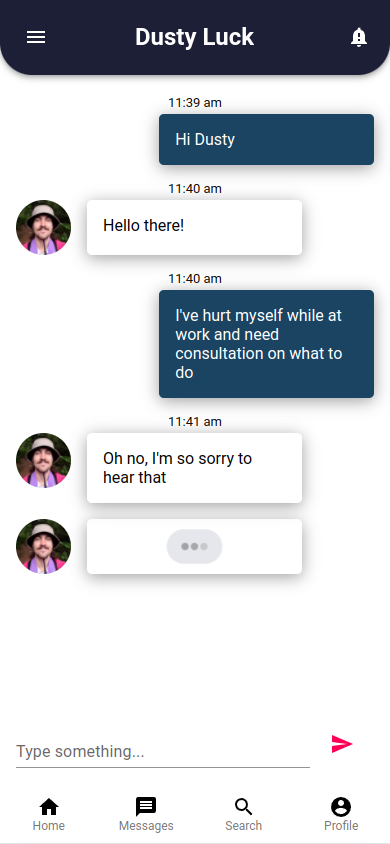 Dusty Luck
11:39 am
Hi Dusty
11:40 am
Hello there!
11:40 am
I've hurt myself while at
work and need
consultation on what to
do
11:41 am
Oh no, I'm so sorry to
hear that
Type something...
Home
Messages
Search
Profile